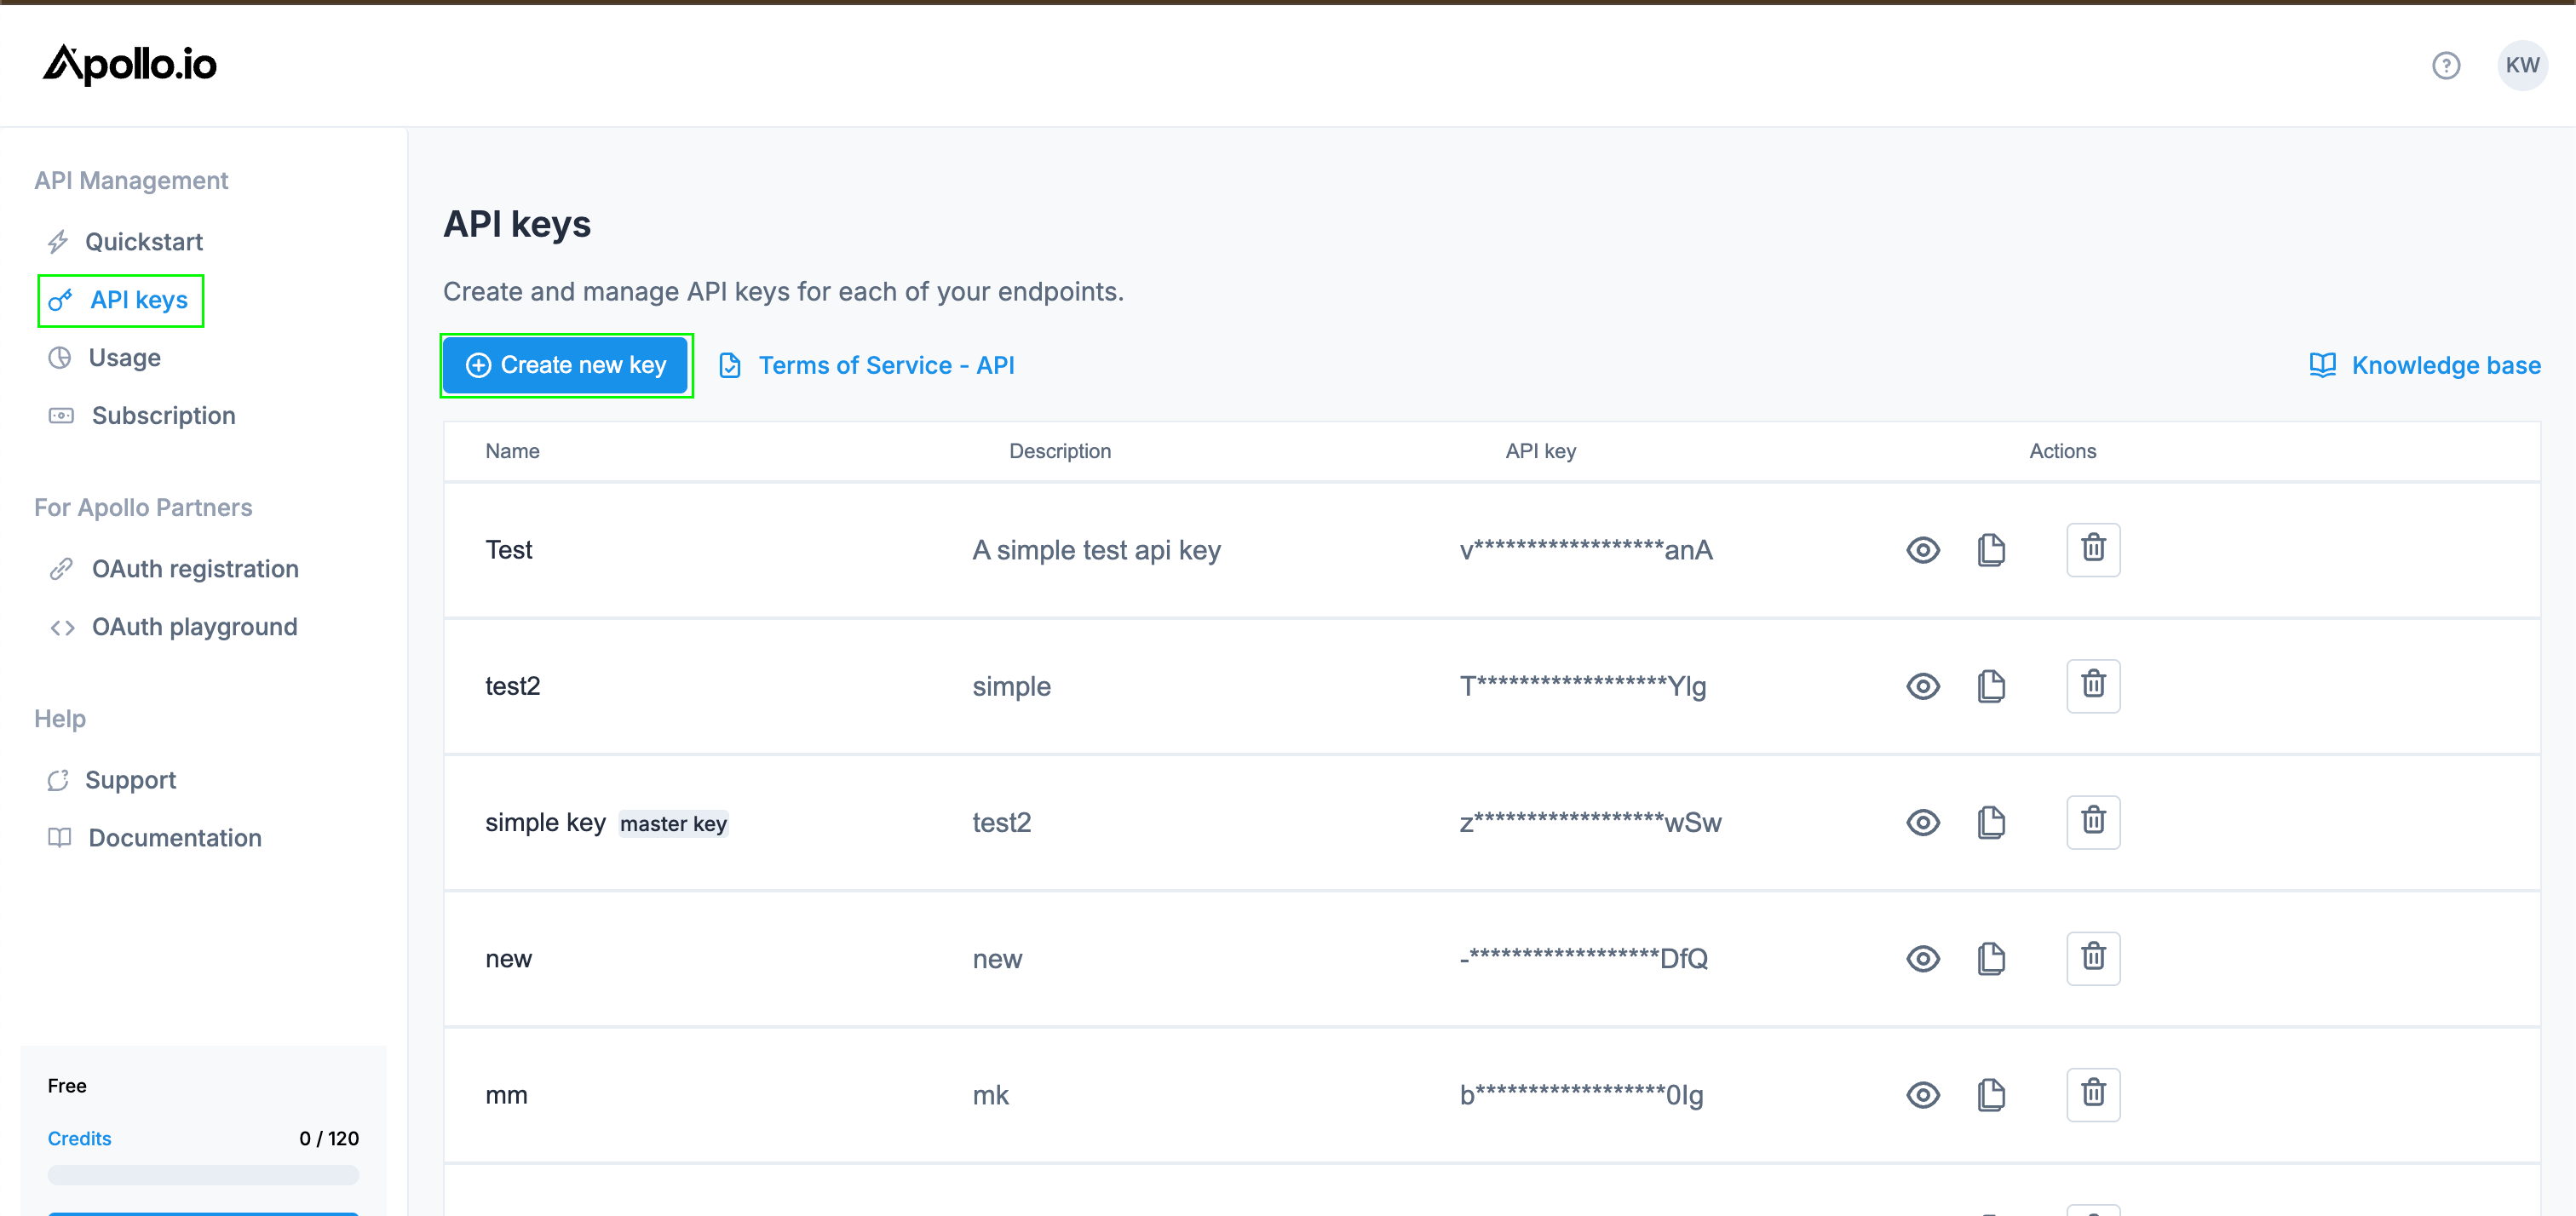 Apollo.io
KW
API Management
Quickstart
API keys
Usage
Subscription
For Apollo Partners
OAuth registration
OAuth playground
Help
Support
Documentation
Free
Credits 0 / 120
API keys
Create and manage API keys for each of your endpoints.
Create new key Terms of Service - API Knowledge base
Name Description API key Actions
Test A simple test api key v******************anA
test2 simple T******************Ylg
simple key master key test2 z******************wSw
new new -******************DfQ
mm mk b******************0lg